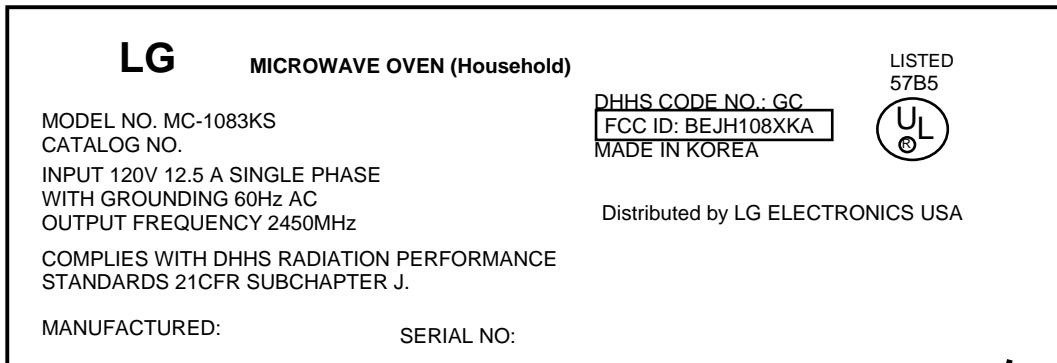 LG MICROWAVE OVEN (Household)
MODEL NO. MC-1083KS
CATALOG NO.
INPUT 120V 12.5 A SINGLE PHASE
WITH GROUNDING 60Hz AC
OUTPUT FREQUENCY 2450MHz
COMPLIES WITH DHHS RADIATION PERFORMANCE
STANDARDS 21CFR SUBCHAPTER J.
MANUFACTURED: SERIAL NO:
DHHS CODE NO.: GC
FCC ID: BEJH108XKA
MADE IN KOREA
LISTED
57B5
UL
®
Distributed by LG ELECTRONICS USA